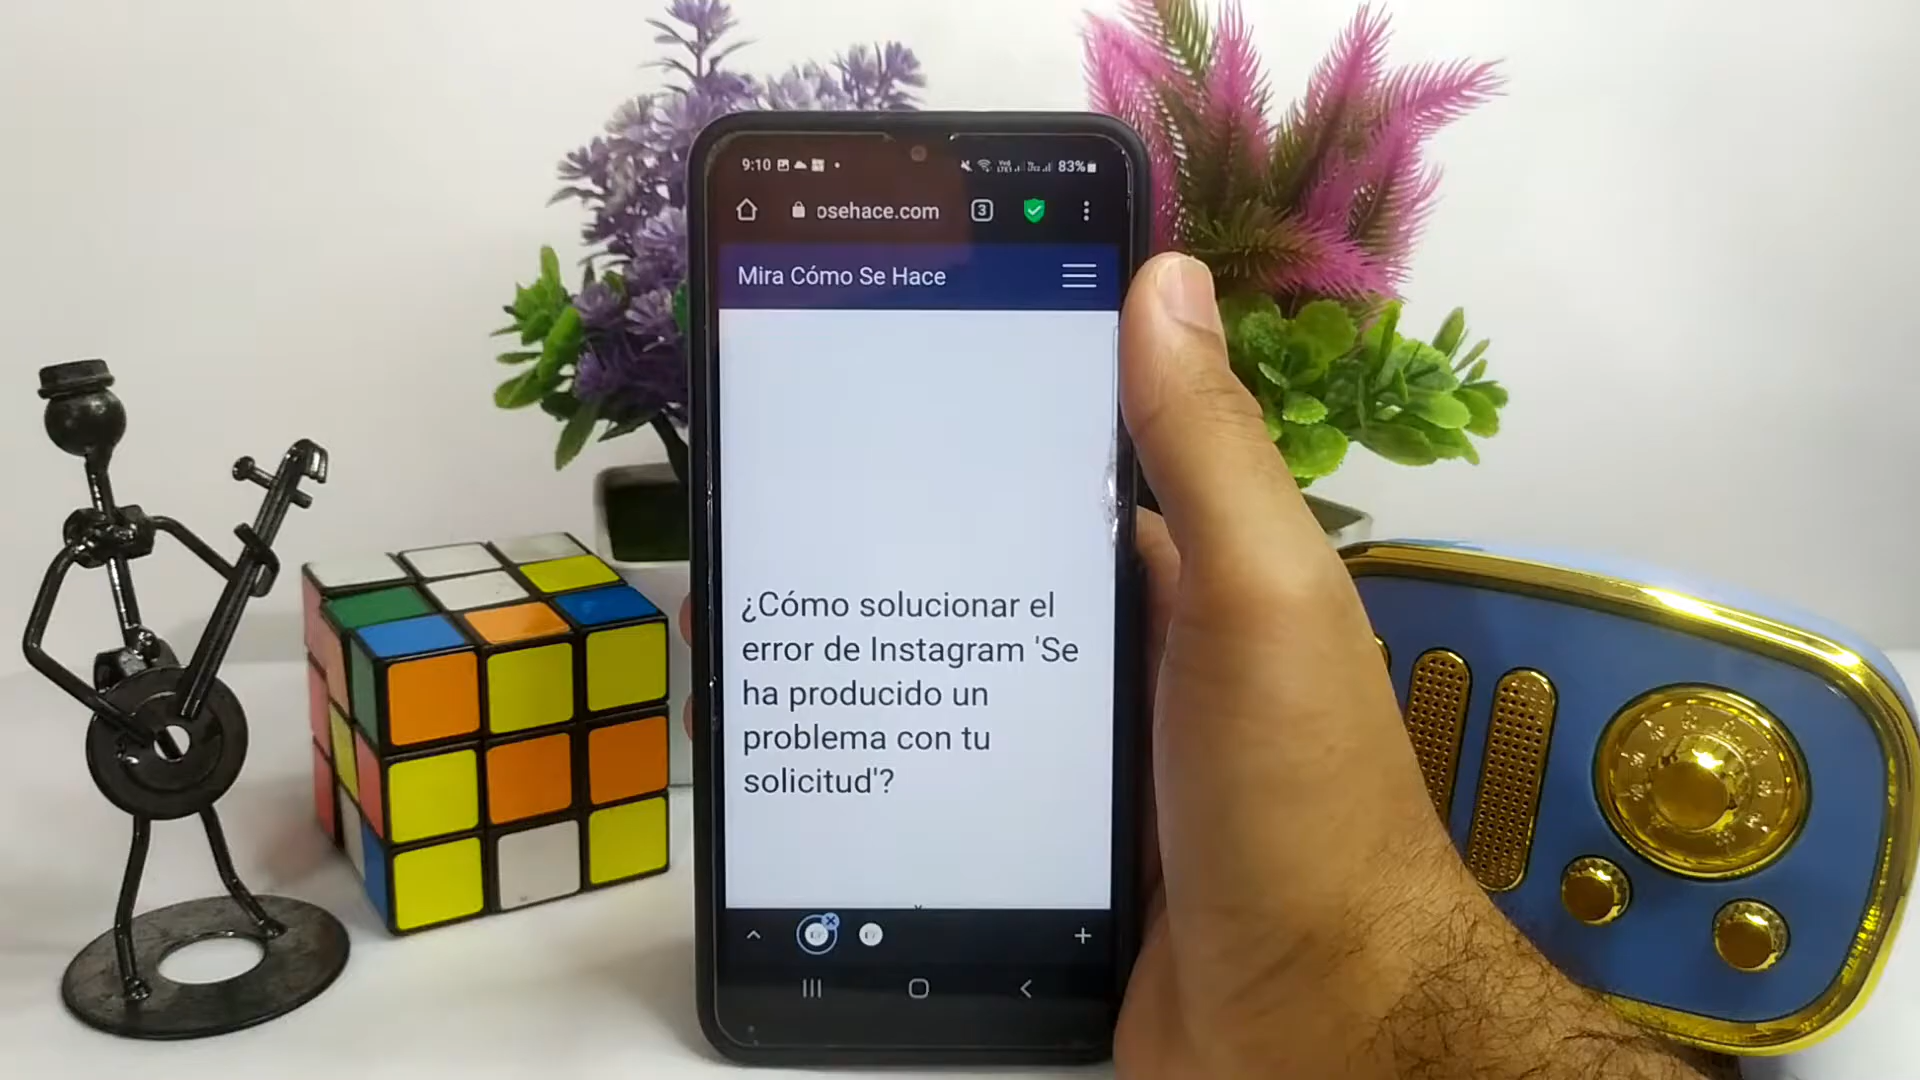 9:10
83%
osehace.com
3
Mira Cómo Se Hace
¿Cómo solucionar el
error de Instagram 'Se
ha producido un
problema con tu
solicitud'?